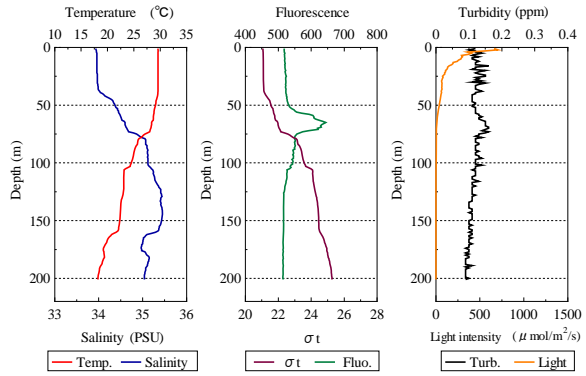 Temperature (℃)
10 15 20 25 30 35
0
50
100
150
200
Depth (m)
33 34 35 36
Salinity (PSU)
Temp. Salinity
Fluorescence
400 500 600 700 800
0
50
100
150
200
Depth (m)
20 22 24 26 28
σt
σt Fluo.
Turbidity (ppm)
0 0.1 0.2 0.3 0.4
0
50
100
150
200
Depth (m)
0 500 1000 1500
Light intensity (μ mol/m²/s)
Turb. Light